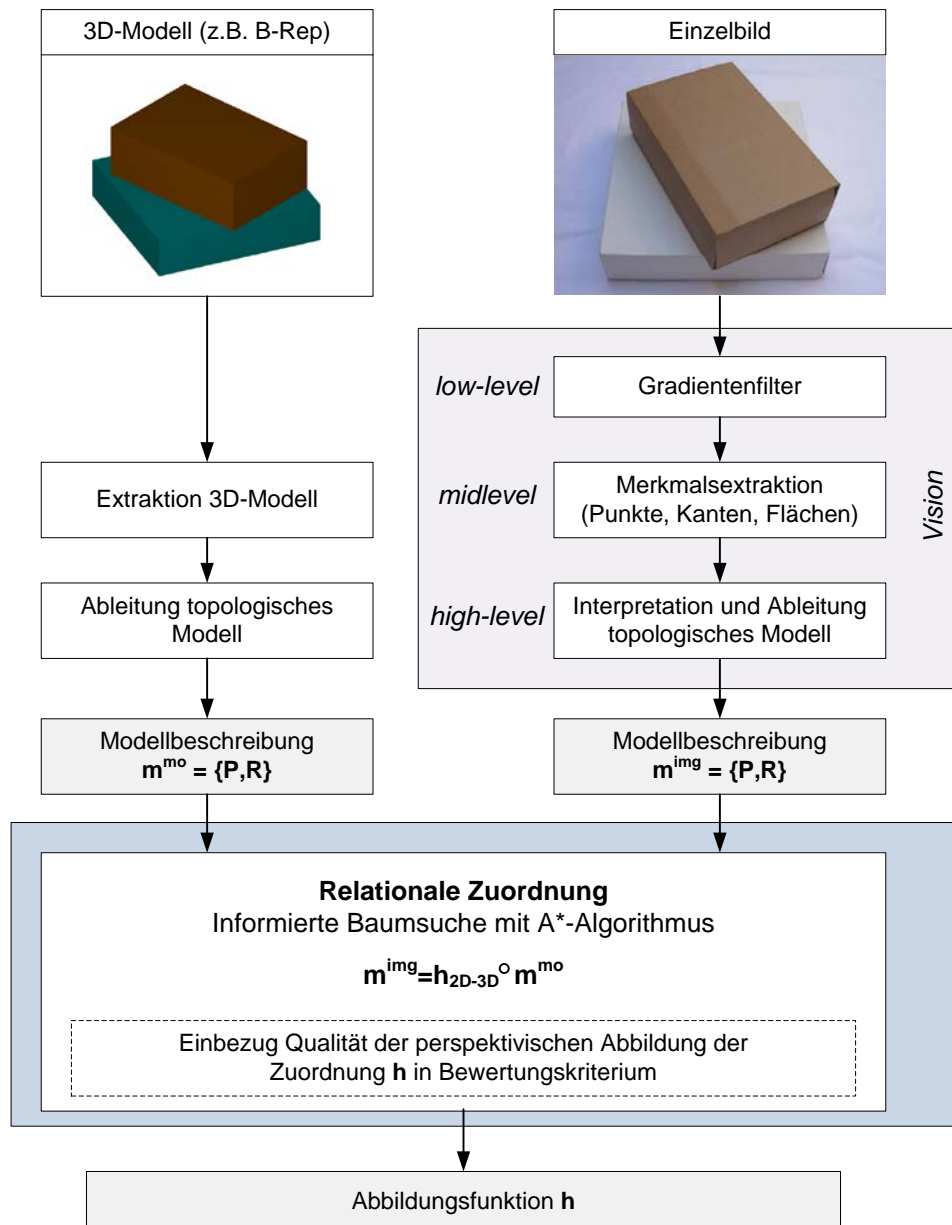 3D-Modell (z.B. B-Rep)
Einzelbild
low-level
Gradientenfilter
Extraktion 3D-Modell
midlevel
Merkmalsextraktion
(Punkte, Kanten, Flächen)
Vision
Ableitung topologisches
Modell
high-level
Interpretation und Ableitung
topologisches Modell
Modellbeschreibung
m^mo = {P,R}
Modellbeschreibung
m^img = {P,R}
Relationale Zuordnung
Informierte Baumsuche mit A*-Algorithmus
m^img=h_2D-3D° m^mo
Einbezug Qualität der perspektivischen Abbildung der
Zuordnung h in Bewertungskriterium
Abbildungsfunktion h